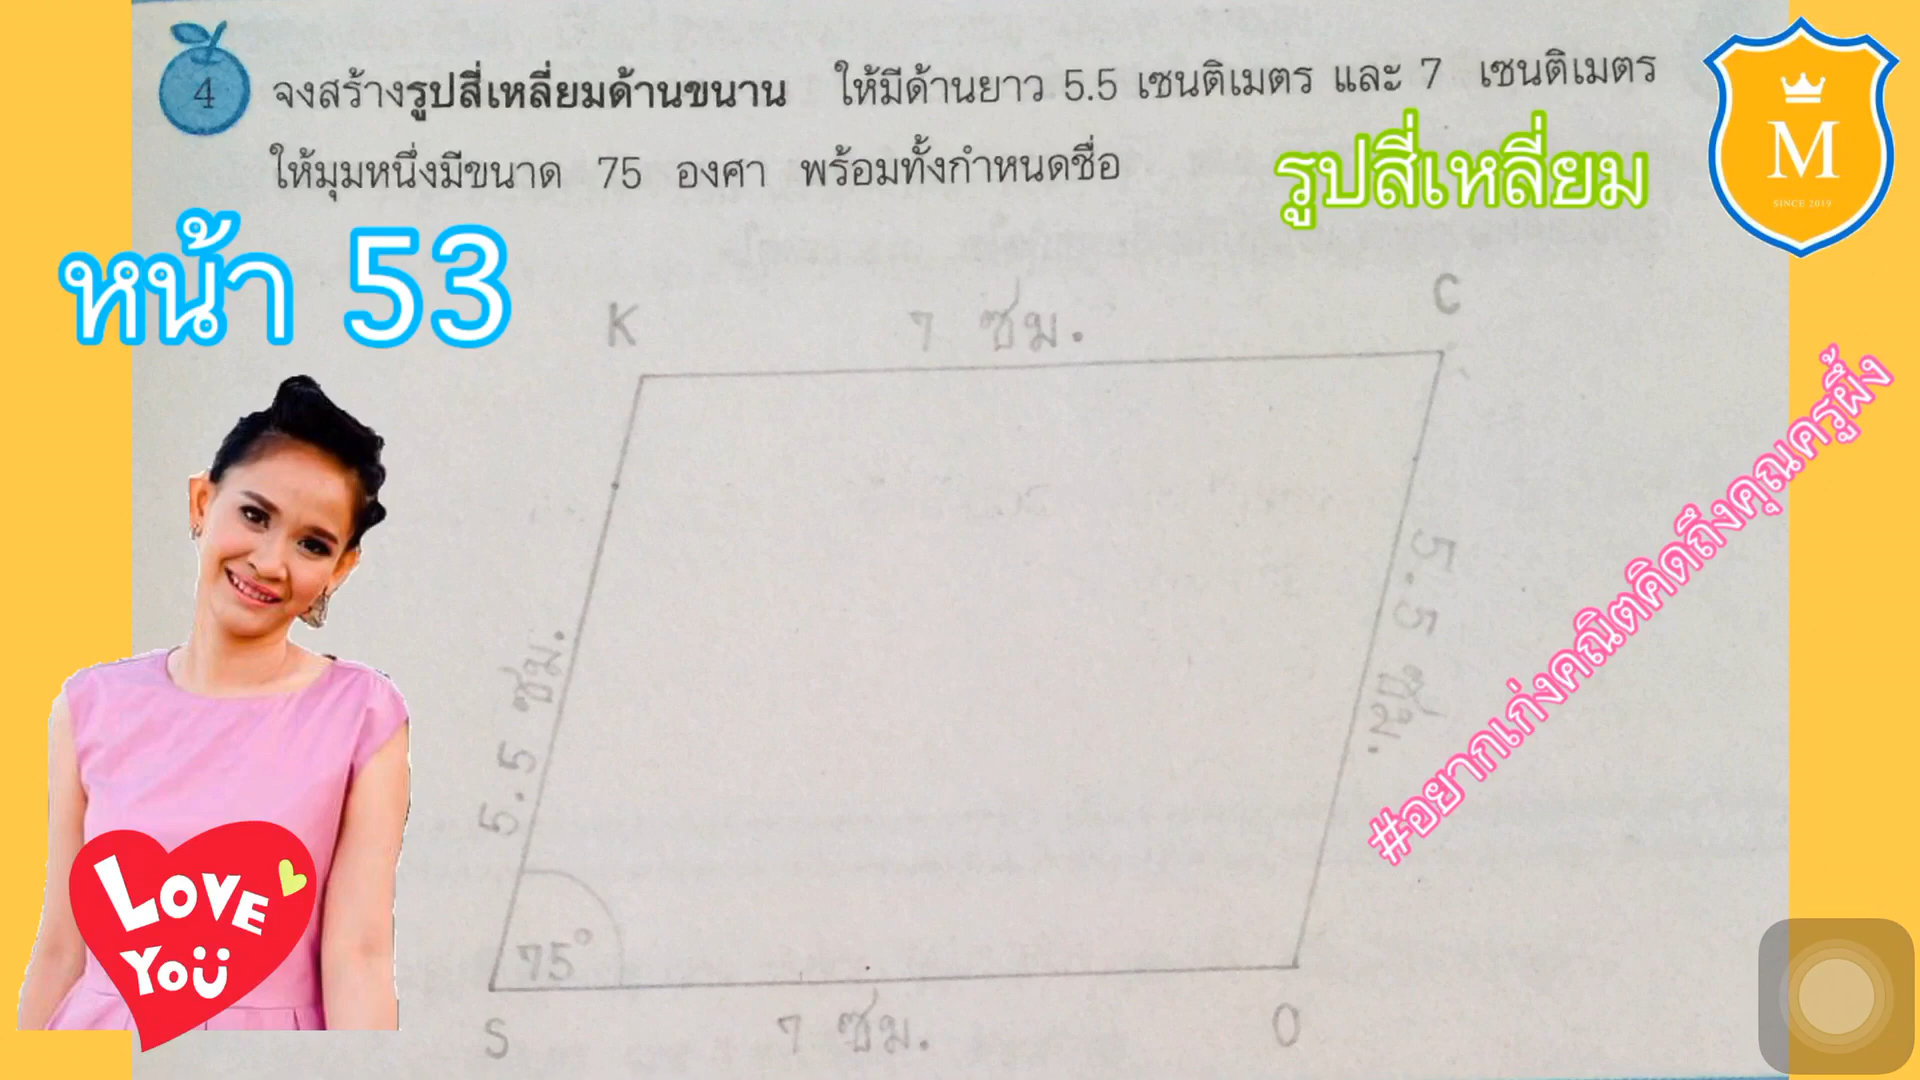 4 จงสร้างรูปสี่เหลี่ยมด้านขนาน ให้มีด้านยาว 5.5 เซนติเมตร และ 7 เซนติเมตร
ให้มุมหนึ่งมีขนาด 75 องศา พร้อมทั้งกำหนดชื่อ
รูปสี่เหลี่ยม
M
SINCE 2019
หน้า 53
K
7 ซม.
C
5.5 ซม.
5.5 ซม.
#อยากเก่งคณิตคิดถึงคุณครูผึ้ง
75°
S
7 ซม.
O
LOVE
YOU